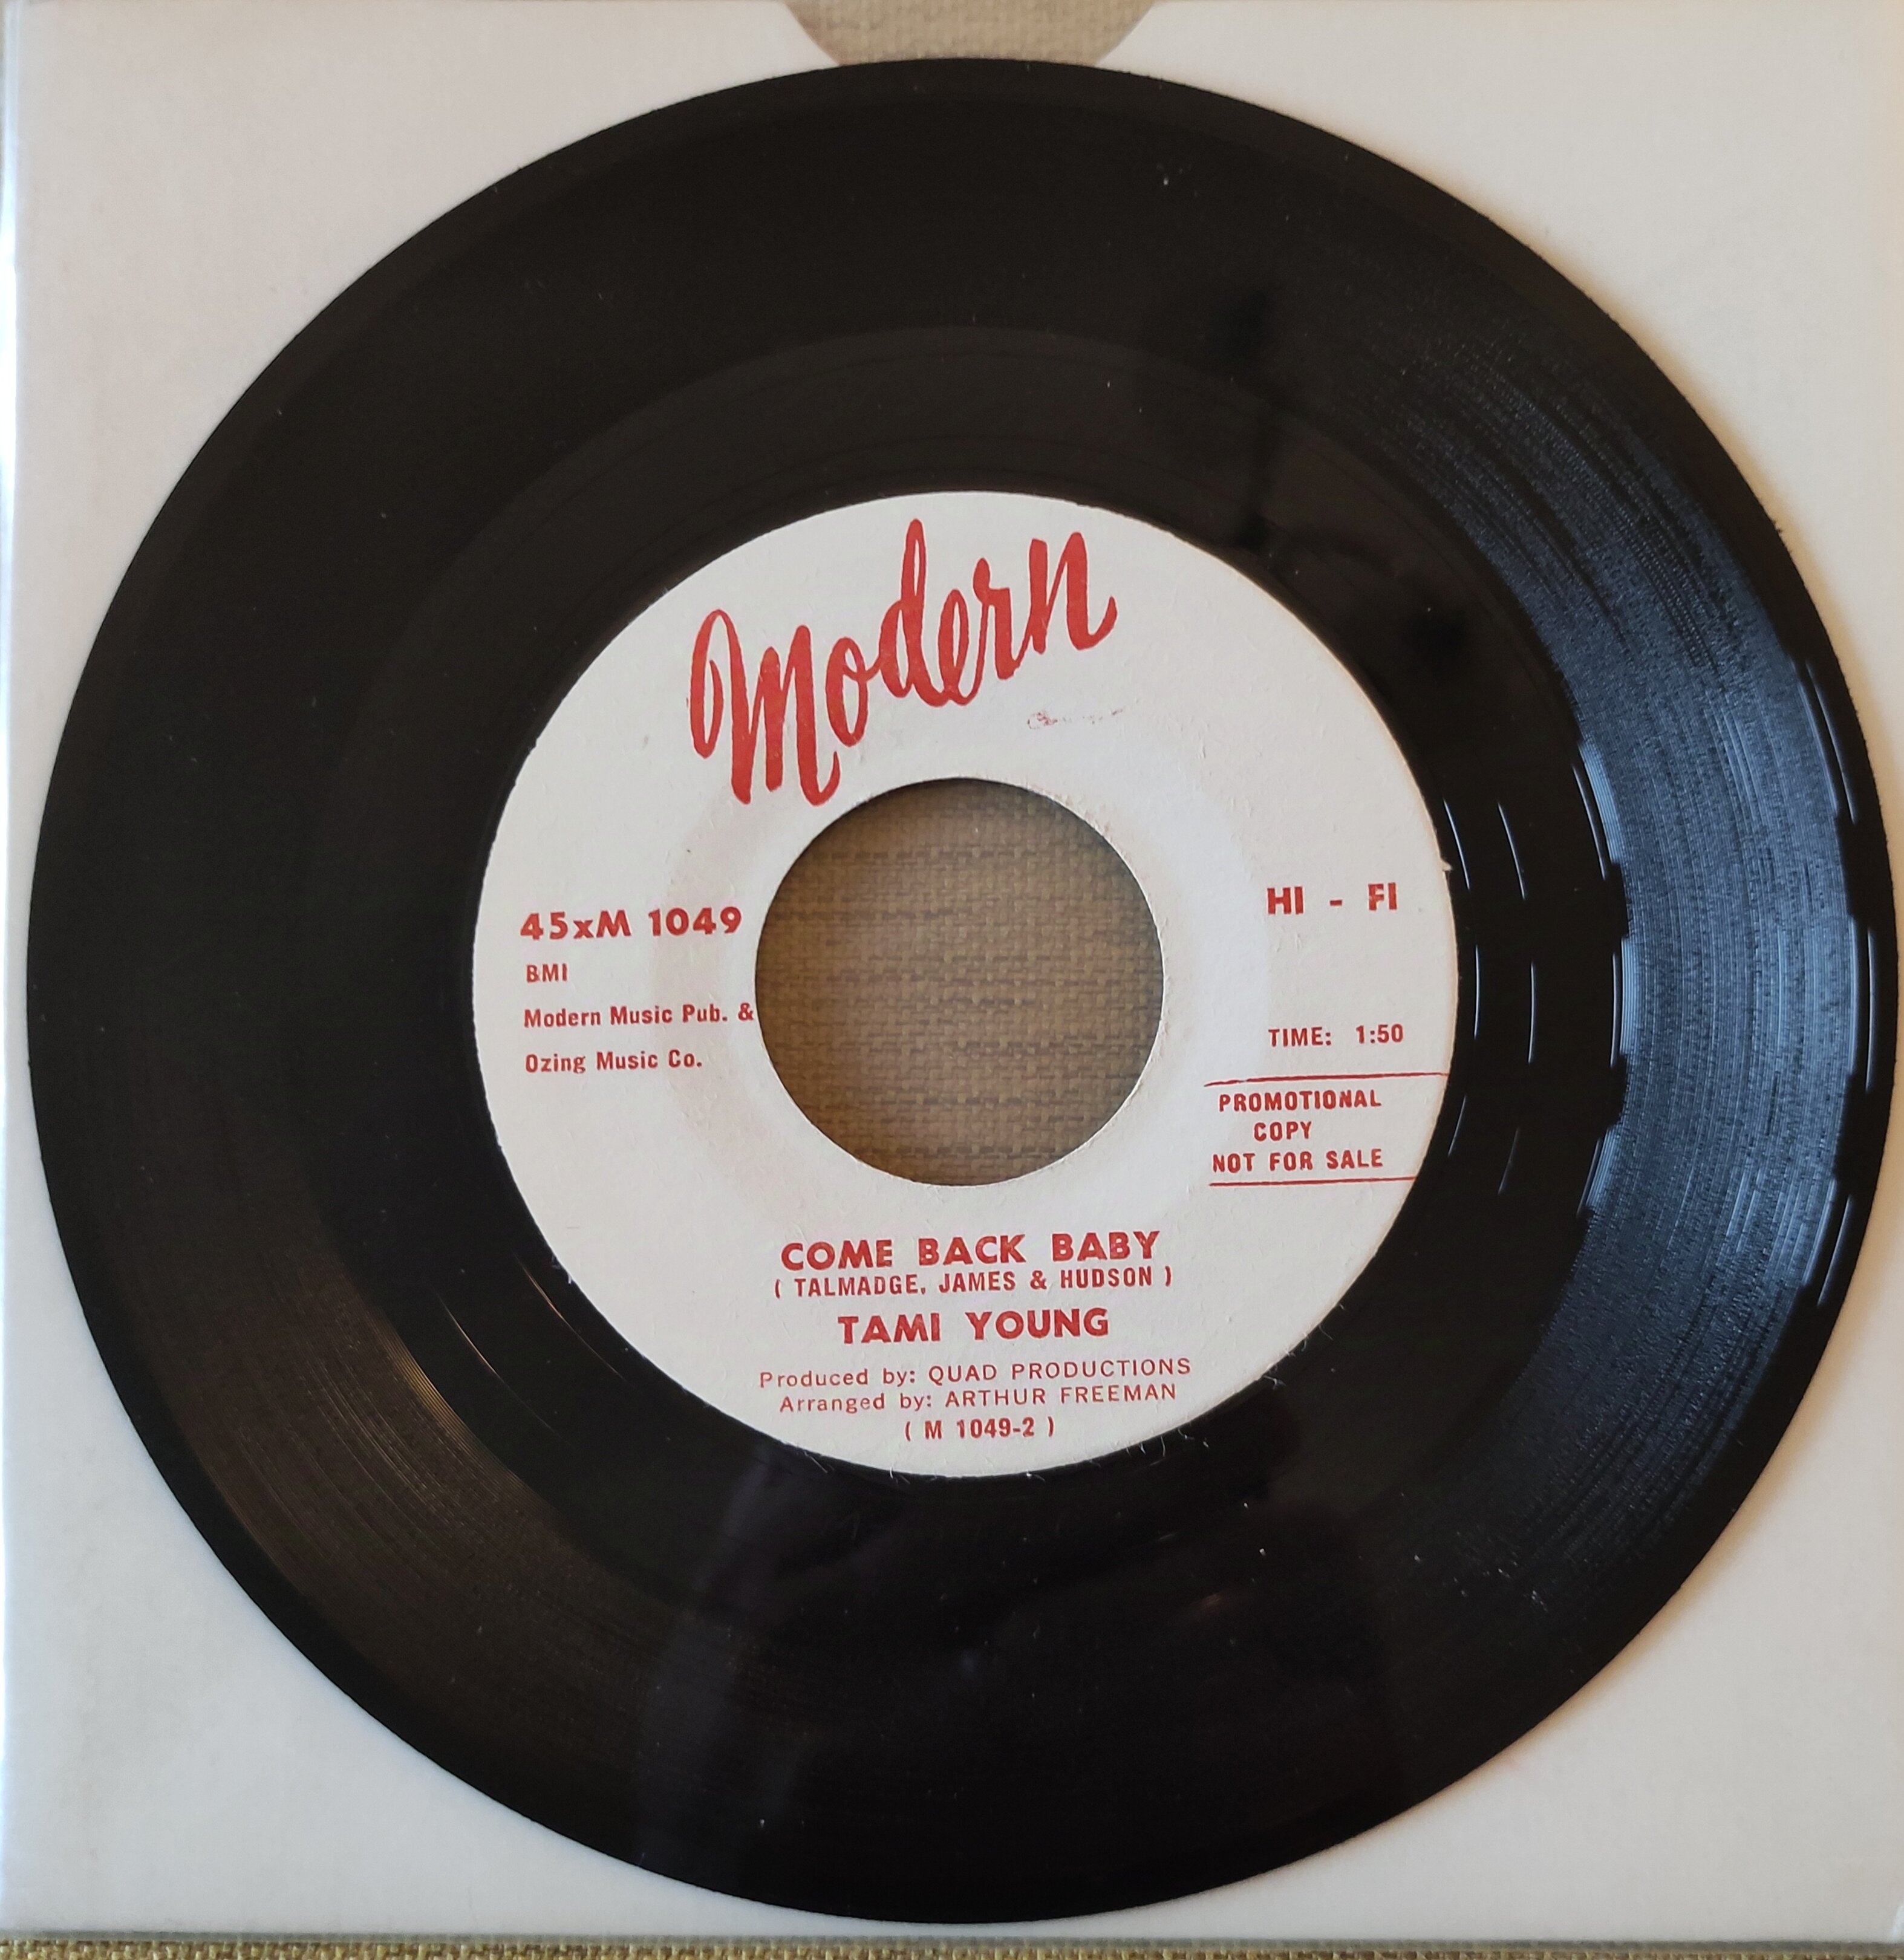 Modern
45xM 1049
BMI
Modern Music Pub. &
Ozing Music Co.
HI - FI
TIME: 1:50
PROMOTIONAL
COPY
NOT FOR SALE
COME BACK BABY
( TALMADGE, JAMES & HUDSON )
TAMI YOUNG
Produced by: QUAD PRODUCTIONS
Arranged by: ARTHUR FREEMAN
( M 1049-2 )